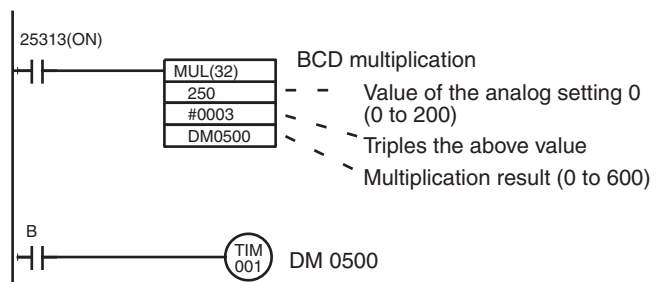 25313(ON)
BCD multiplication
MUL(32)
250
Value of the analog setting 0
(0 to 200)
#0003
Triples the above value
DM0500
Multiplication result (0 to 600)
B
TIM
001
DM 0500